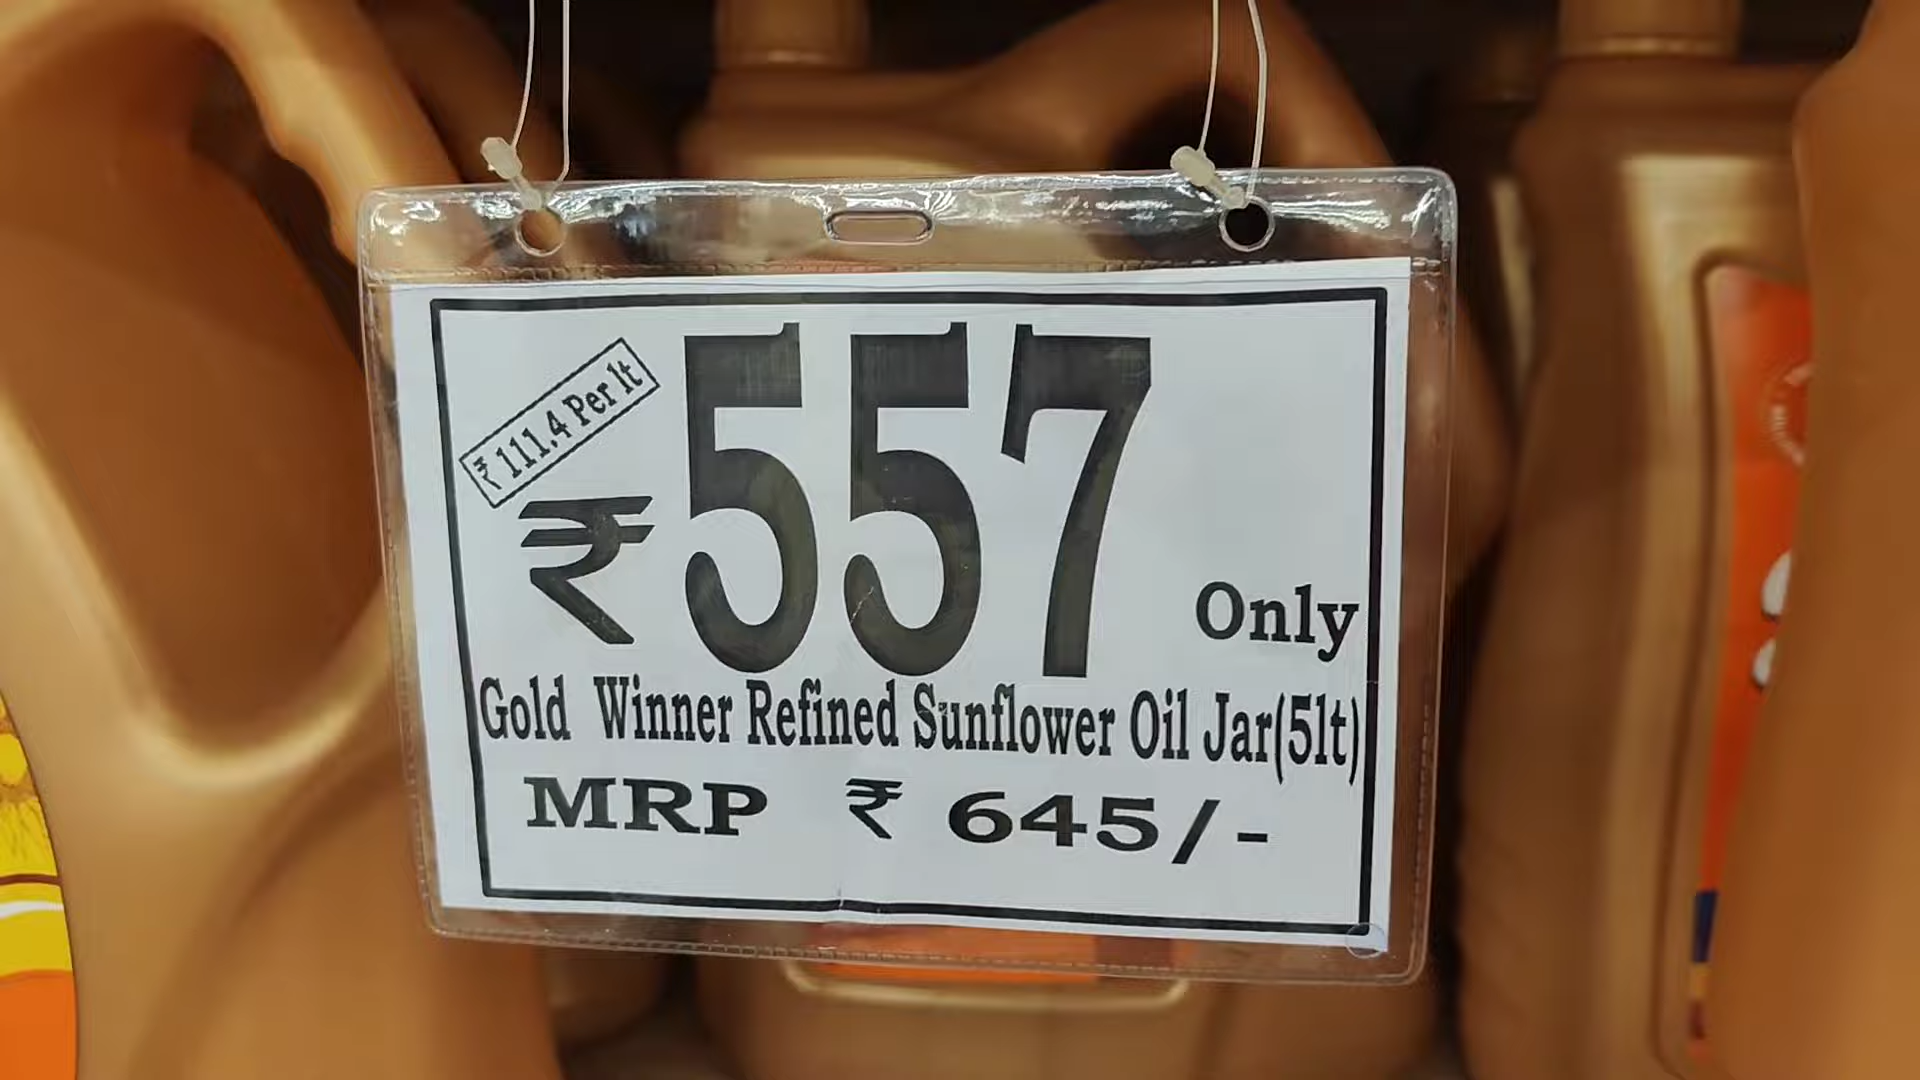 ₹ 111.4 Per lt
₹ 557 Only
Gold Winner Refined Sunflower Oil Jar(5lt)
MRP ₹ 645/-